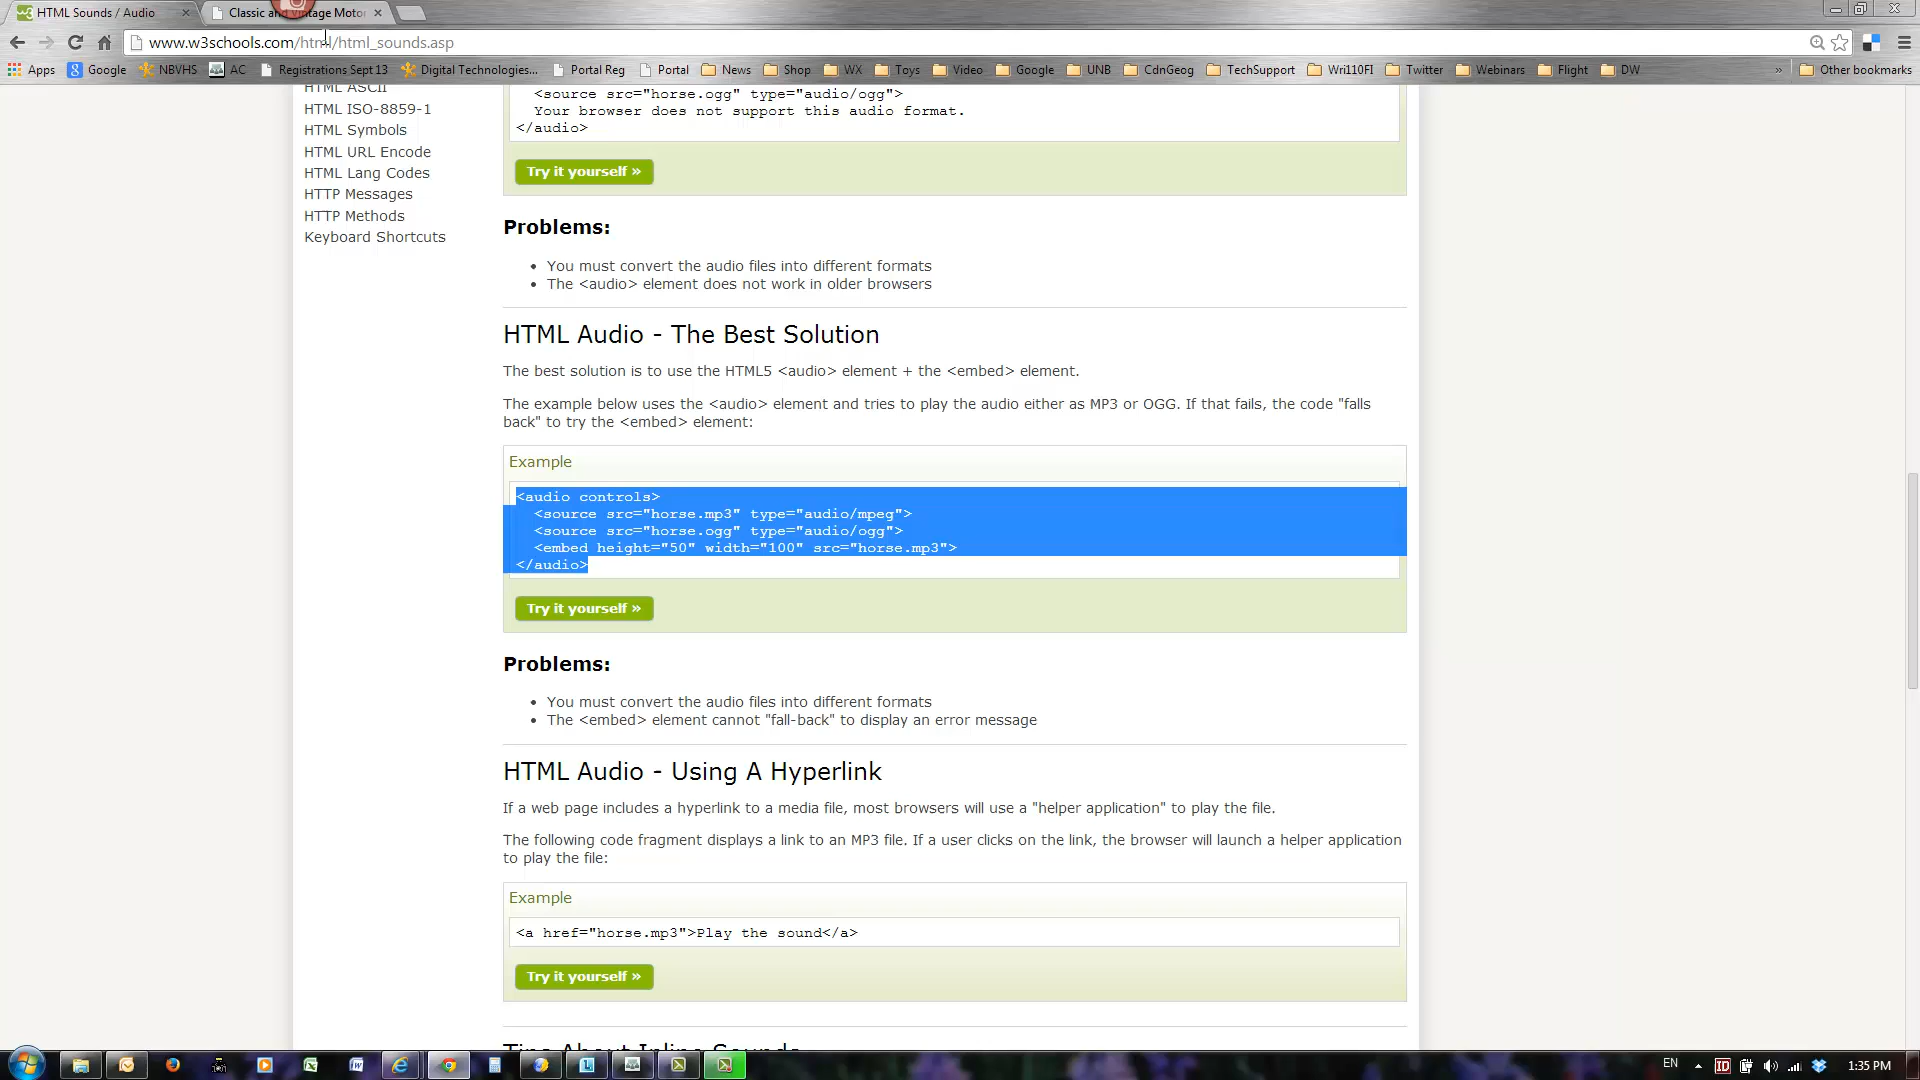 HTML Sounds / Audio
Classic and Vintage Motor
www.w3schools.com/html/html_sounds.asp
Apps Google NBVHS AC Registrations Sept 13 Digital Technologies... Portal Reg Portal News Shop WX Toys Video Google UNB CdnGeog TechSupport Wri110FI Twitter Webinars Flight DW » Other bookmarks
HTML ASCII
HTML ISO-8859-1
HTML Symbols
HTML URL Encode
HTML Lang Codes
HTTP Messages
HTTP Methods
Keyboard Shortcuts
<source src="horse.ogg" type="audio/ogg">
Your browser does not support this audio format.
</audio>
Try it yourself »
Problems:
• You must convert the audio files into different formats
• The <audio> element does not work in older browsers
HTML Audio - The Best Solution
The best solution is to use the HTML5 <audio> element + the <embed> element.
The example below uses the <audio> element and tries to play the audio either as MP3 or OGG. If that fails, the code "falls
back" to try the <embed> element:
Example
<audio controls>
<source src="horse.mp3" type="audio/mpeg">
<source src="horse.ogg" type="audio/ogg">
<embed height="50" width="100" src="horse.mp3">
</audio>
Try it yourself »
Problems:
• You must convert the audio files into different formats
• The <embed> element cannot "fall-back" to display an error message
HTML Audio - Using A Hyperlink
If a web page includes a hyperlink to a media file, most browsers will use a "helper application" to play the file.
The following code fragment displays a link to an MP3 file. If a user clicks on the link, the browser will launch a helper application
to play the file:
Example
<a href="horse.mp3">Play the sound</a>
Try it yourself »
Tips About Inline Sounds
EN
1:35 PM